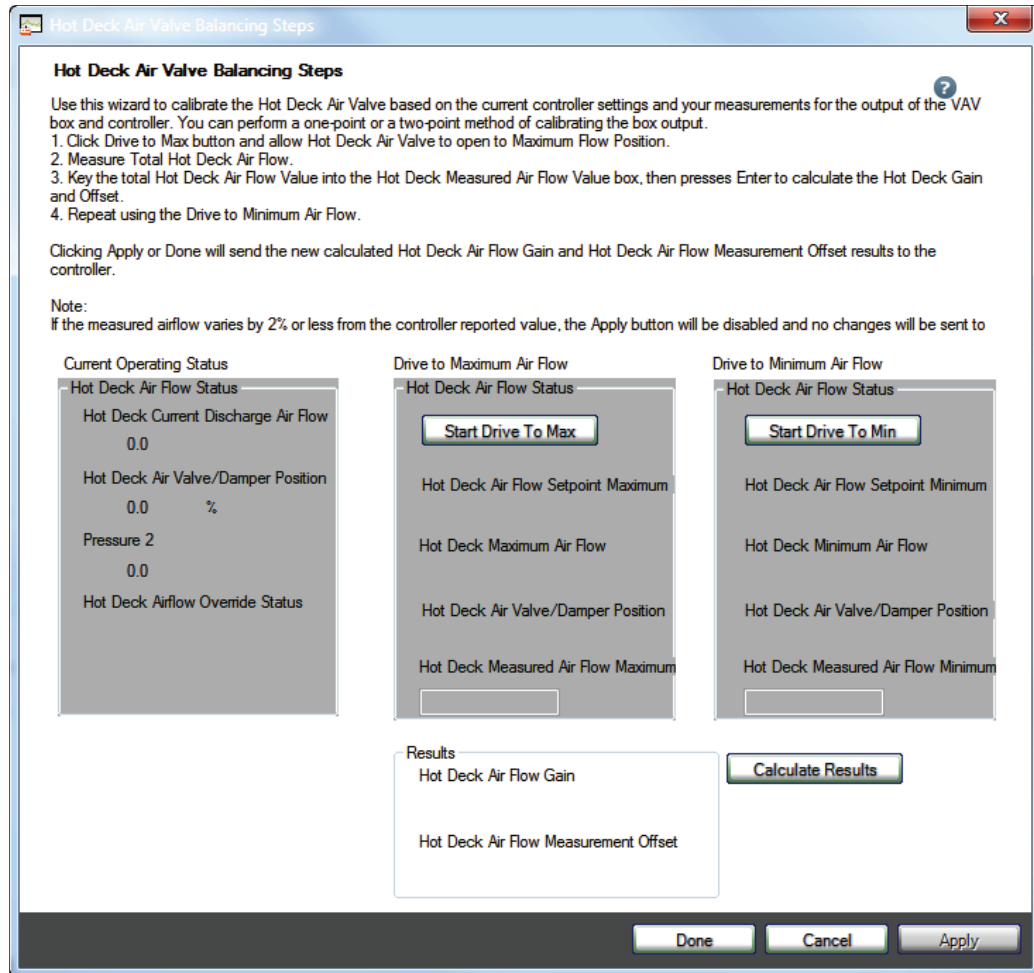 Hot Deck Air Valve Balancing Steps
X
Hot Deck Air Valve Balancing Steps
?
Use this wizard to calibrate the Hot Deck Air Valve based on the current controller settings and your measurements for the output of the VAV
box and controller. You can perform a one-point or a two-point method of calibrating the box output.
1. Click Drive to Max button and allow Hot Deck Air Valve to open to Maximum Flow Position.
2. Measure Total Hot Deck Air Flow.
3. Key the total Hot Deck Air Flow Value into the Hot Deck Measured Air Flow Value box, then presses Enter to calculate the Hot Deck Gain
and Offset.
4. Repeat using the Drive to Minimum Air Flow.
Clicking Apply or Done will send the new calculated Hot Deck Air Flow Gain and Hot Deck Air Flow Measurement Offset results to the
controller.
Note:
If the measured airflow varies by 2% or less from the controller reported value, the Apply button will be disabled and no changes will be sent to
Current Operating Status
Hot Deck Air Flow Status
Hot Deck Current Discharge Air Flow
0.0
Hot Deck Air Valve/Damper Position
0.0 %
Pressure 2
0.0
Hot Deck Airflow Override Status
Drive to Maximum Air Flow
Hot Deck Air Flow Status
Start Drive To Max
Hot Deck Air Flow Setpoint Maximum
Hot Deck Maximum Air Flow
Hot Deck Air Valve/Damper Position
Hot Deck Measured Air Flow Maximum
Drive to Minimum Air Flow
Hot Deck Air Flow Status
Start Drive To Min
Hot Deck Air Flow Setpoint Minimum
Hot Deck Minimum Air Flow
Hot Deck Air Valve/Damper Position
Hot Deck Measured Air Flow Minimum
Results
Hot Deck Air Flow Gain
Hot Deck Air Flow Measurement Offset
Calculate Results
Done
Cancel
Apply